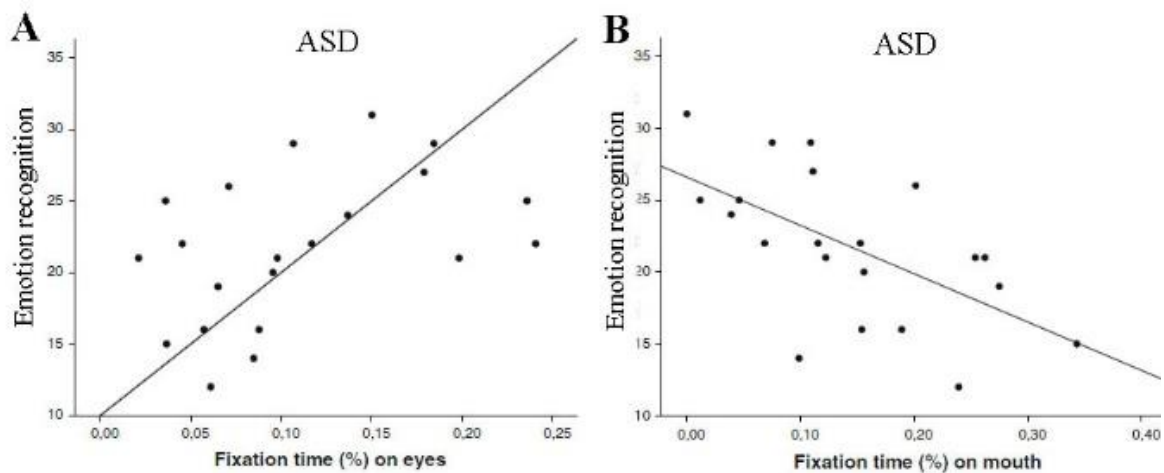 A
ASD
Emotion recognition
35
30
25
20
15
10
0,00
0,05
0,10
0,15
0,20
0,25
Fixation time (%) on eyes
B
ASD
Emotion recognition
35
30
25
20
15
10
0,00
0,10
0,20
0,30
0,40
Fixation time (%) on mouth